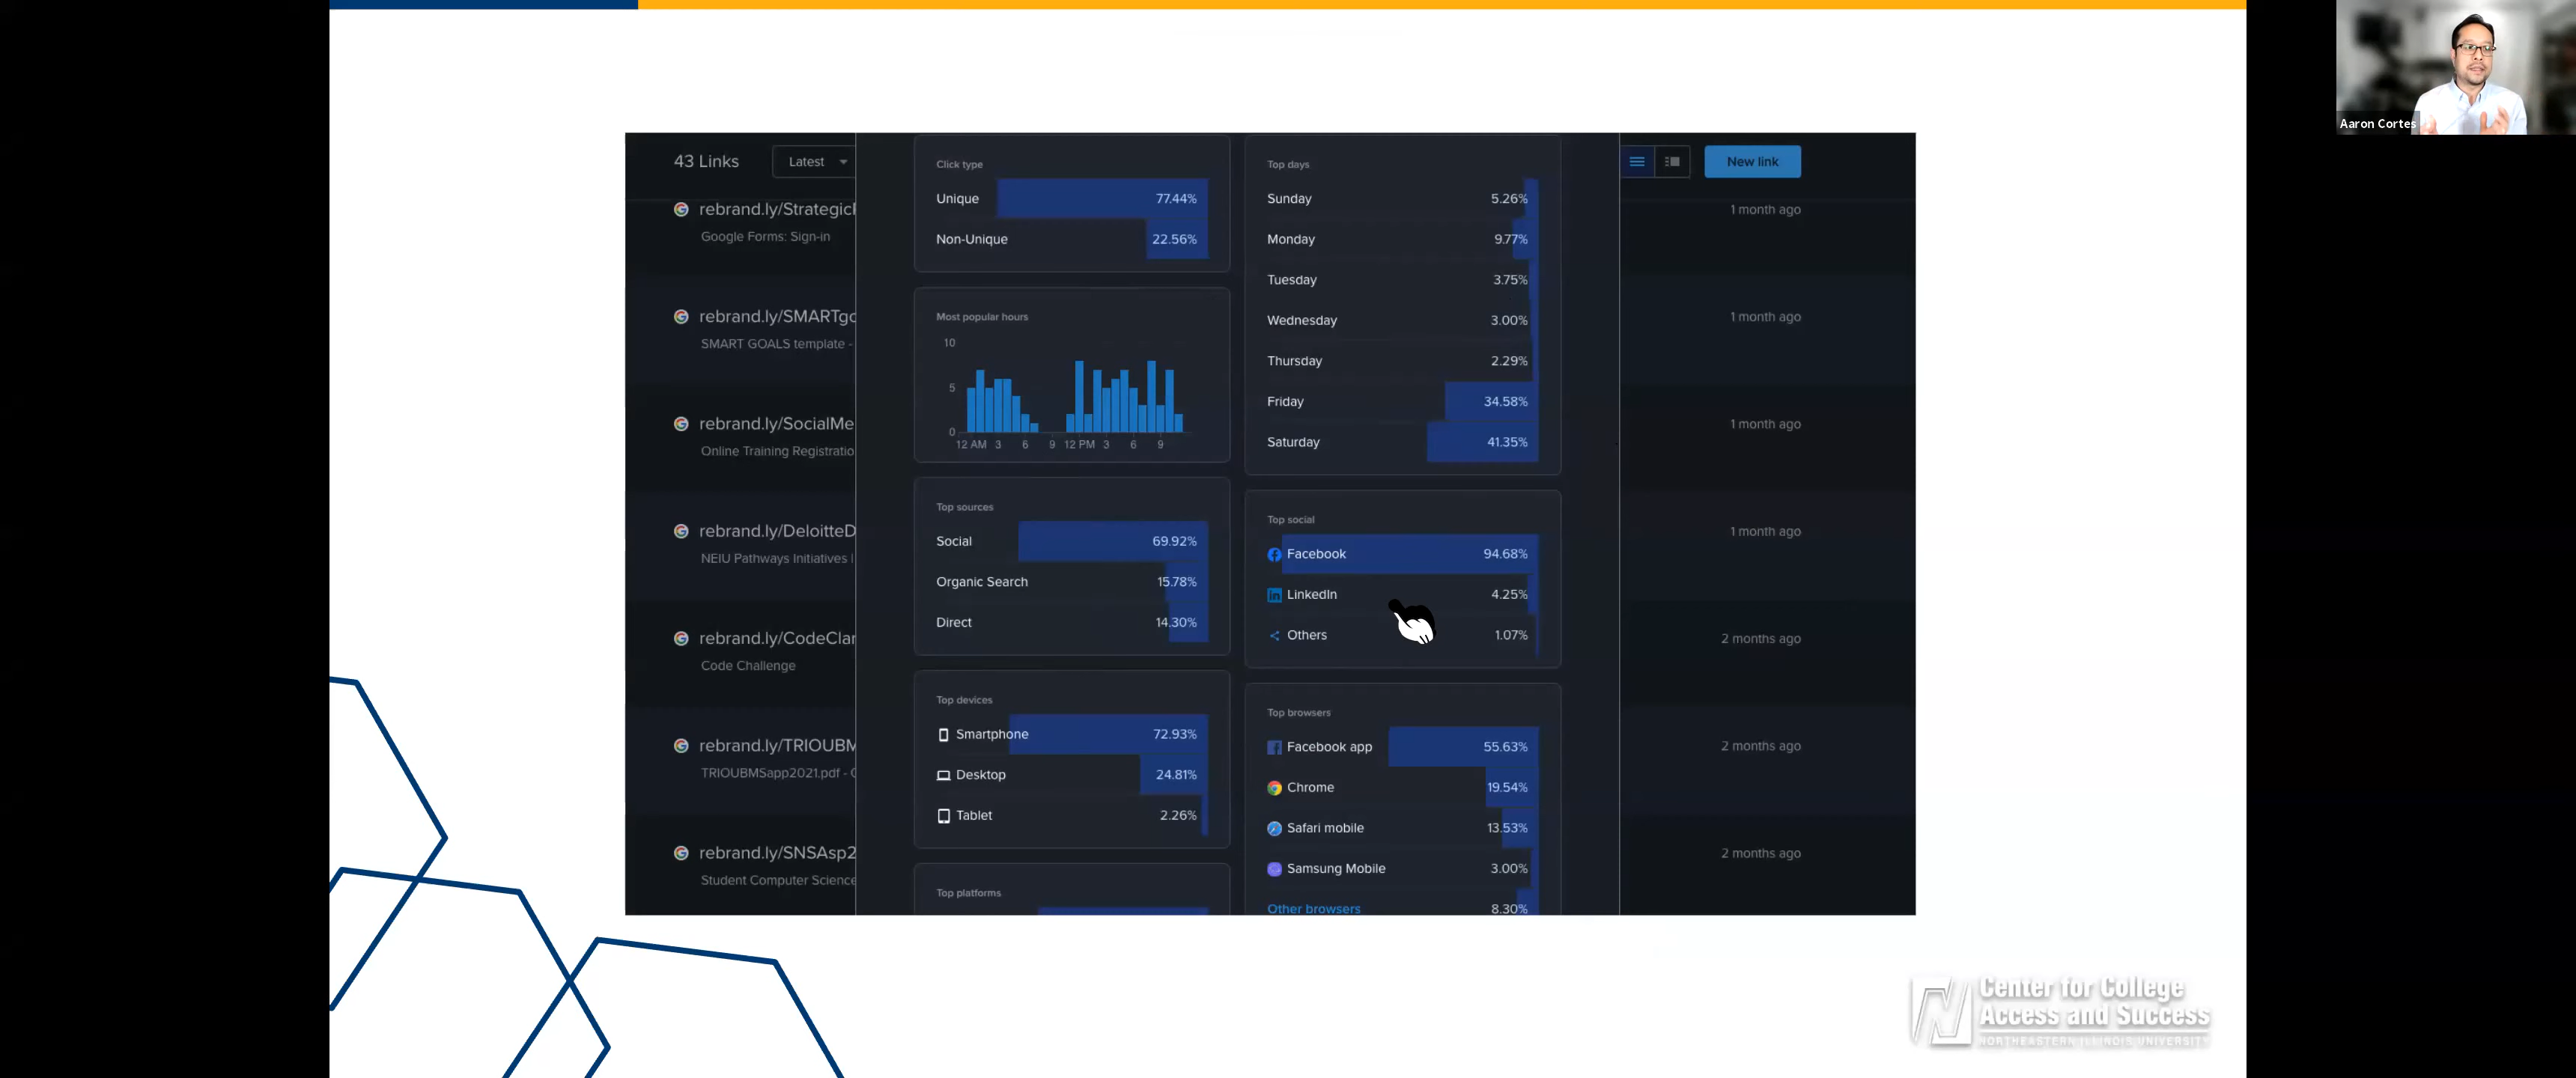 Aaron Cortes
43 Links
Latest
New link
rebrand.ly/Strategic
Google Forms: Sign-in
1 month ago
rebrand.ly/SMARTgo
SMART GOALS template -
1 month ago
rebrand.ly/SocialMe
Online Training Registratio
1 month ago
rebrand.ly/DeloitteD
NEIU Pathways Initiatives
1 month ago
rebrand.ly/CodeClar
Code Challenge
2 months ago
rebrand.ly/TRIOUBM
TRIOUBMSapp2021.pdf -
2 months ago
rebrand.ly/SNSAsp2
Student Computer Science
2 months ago
Click type
Unique 77.44%
Non-Unique 22.56%
Most popular hours
10
5
0
12 AM 3 6 9 12 PM 3 6 9
Top sources
Social 69.92%
Organic Search 15.78%
Direct 14.30%
Top devices
Smartphone 72.93%
Desktop 24.81%
Tablet 2.26%
Top platforms
Top days
Sunday 5.26%
Monday 9.77%
Tuesday 3.75%
Wednesday 3.00%
Thursday 2.29%
Friday 34.58%
Saturday 41.35%
Top social
Facebook 94.68%
LinkedIn 4.25%
Others 1.07%
Top browsers
Facebook app 55.63%
Chrome 19.54%
Safari mobile 13.53%
Samsung Mobile 3.00%
Other browsers 8.30%
Center for College
Access and Success
NORTHEASTERN ILLINOIS UNIVERSITY